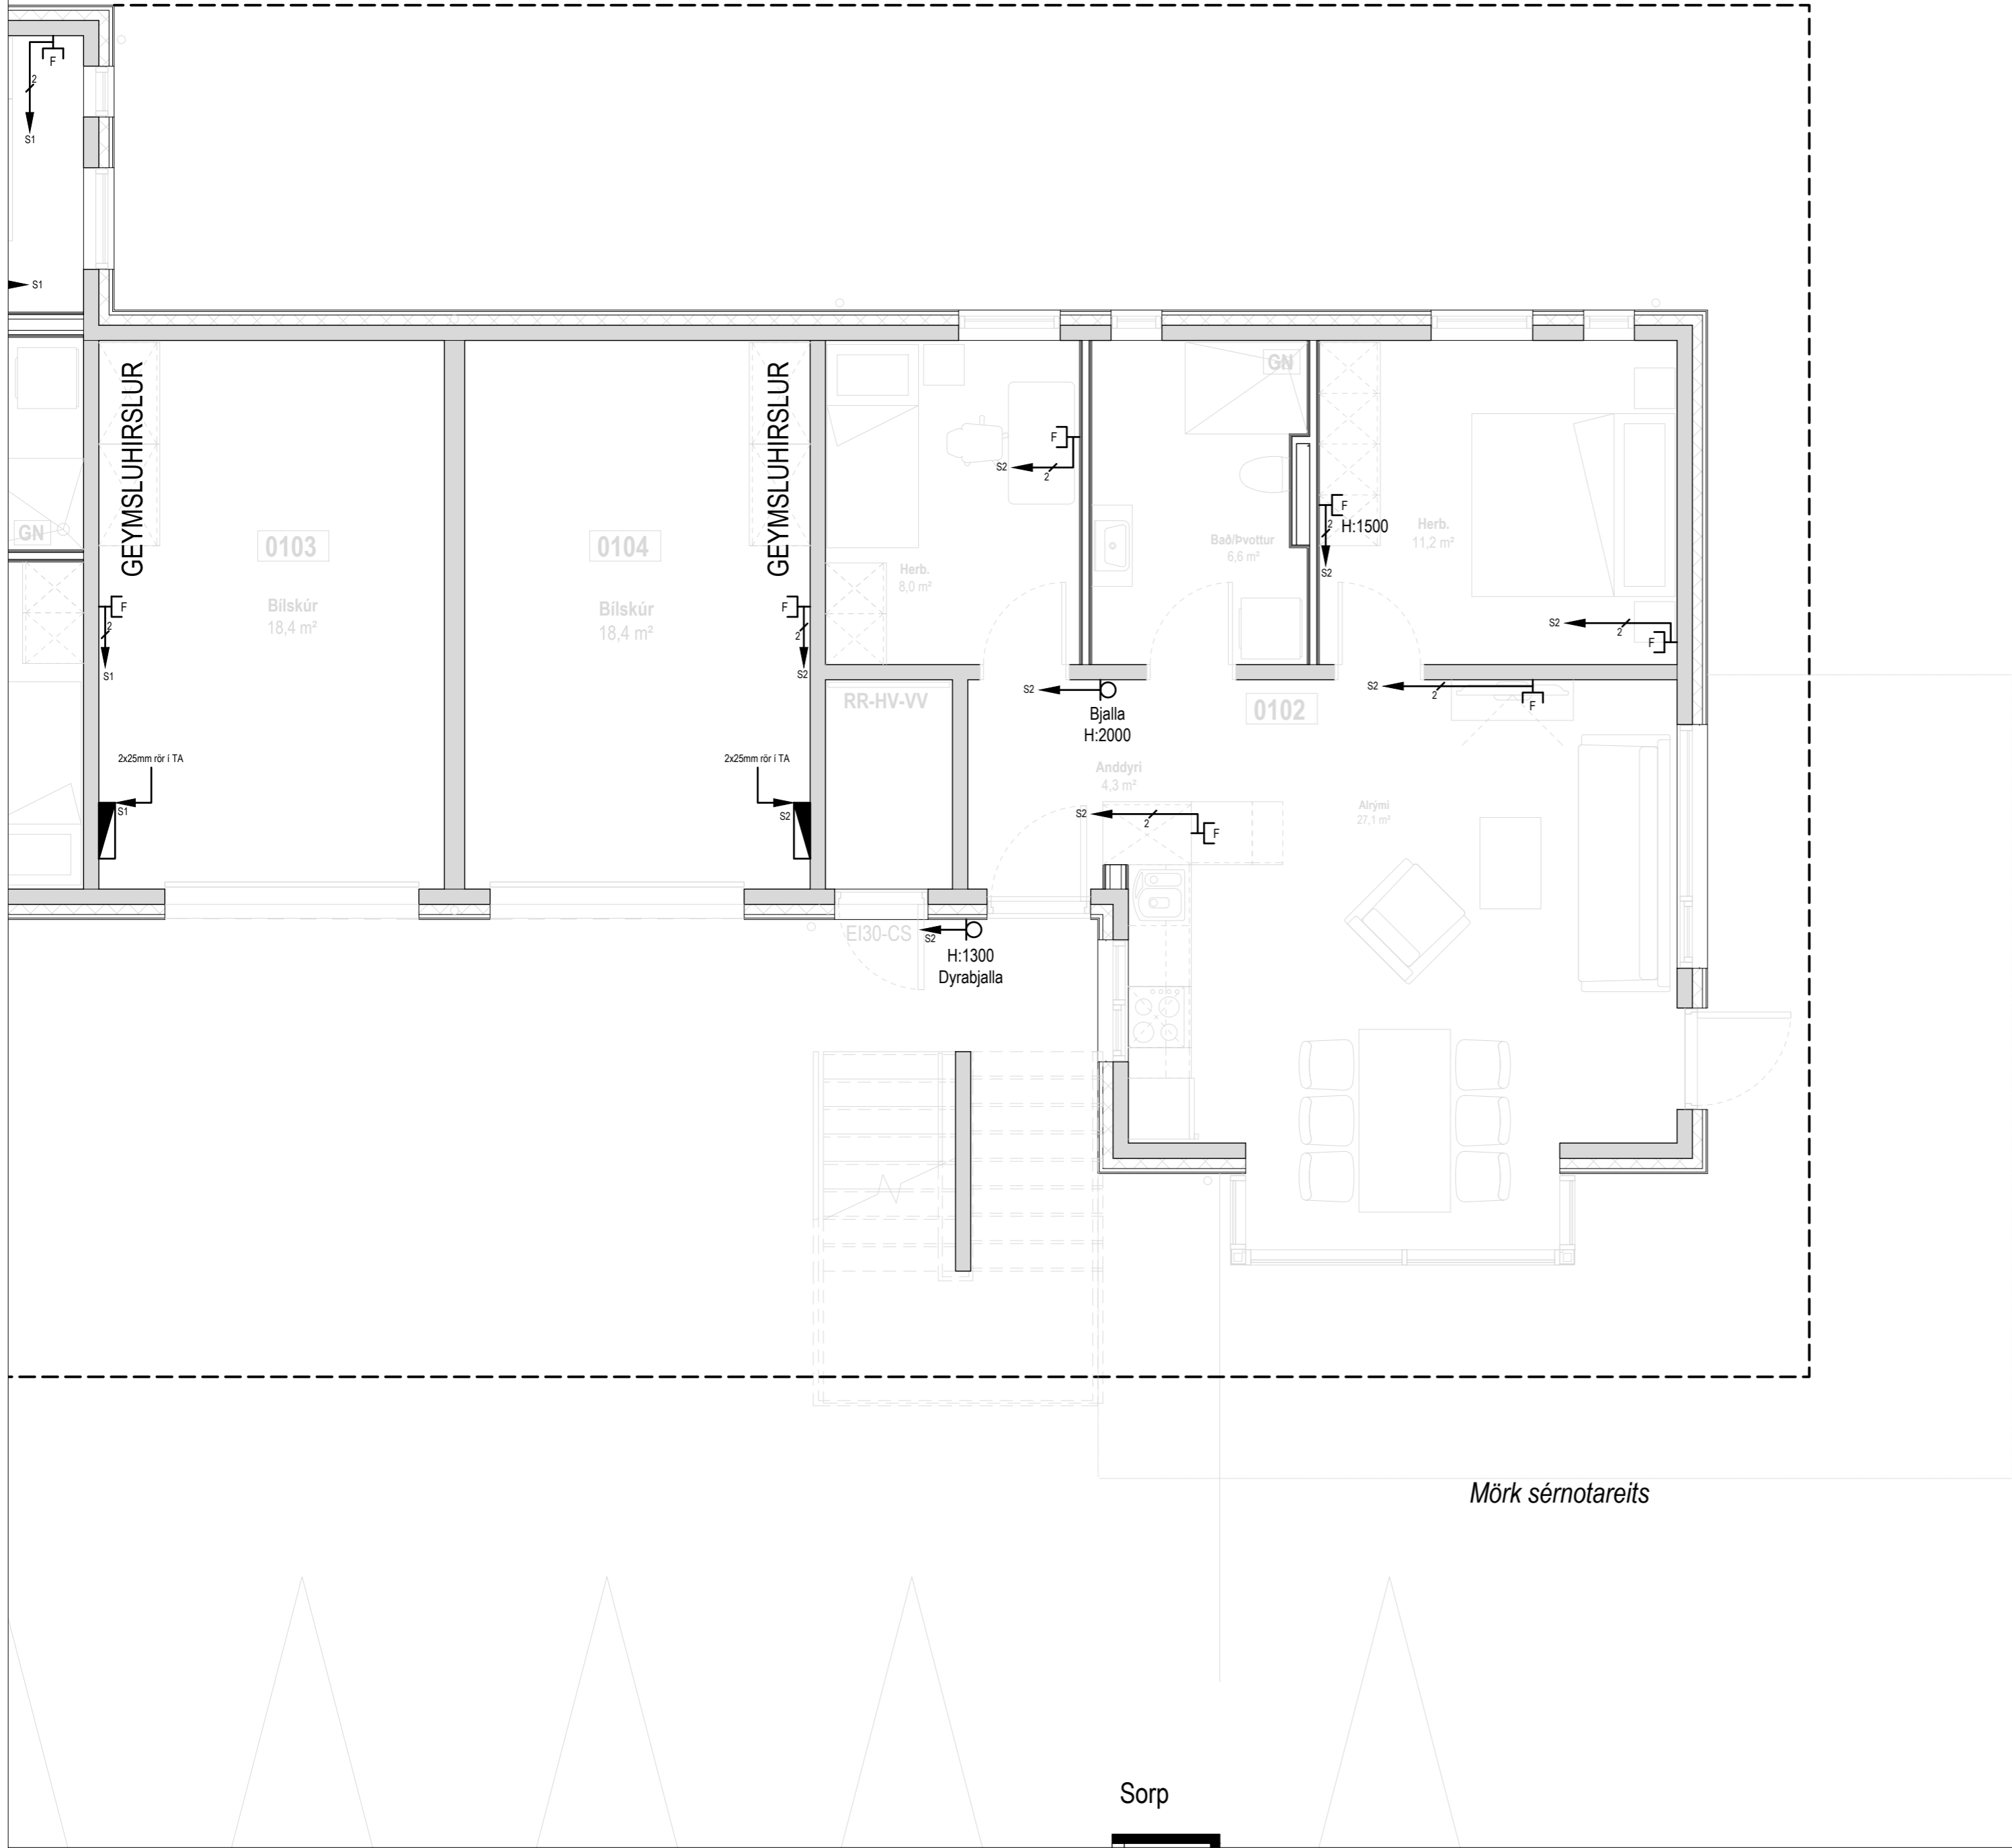 F
2
S1
S1
GN
GEYMSLUHIRSLUR
0103
Bílskúr
18,4 m²
F
2
S1
2x25mm rör í TA
S1
GEYMSLUHIRSLUR
0104
Bílskúr
18,4 m²
F
2
S2
2x25mm rör í TA
S2
Herb.
8,0 m²
F
S2
2
GN
Bað/Þvottur
6,6 m²
F
2
H:1500
S2
Herb.
11,2 m²
S2
2
F
RR-HV-VV
S2
Bjalla
H:2000
0102
S2
2
F
Anddyri
4,3 m²
S2
2
F
Alrými
27,1 m²
EI30-CS
S2
H:1300
Dyrabjalla
Mörk sérnotareits
Sorp